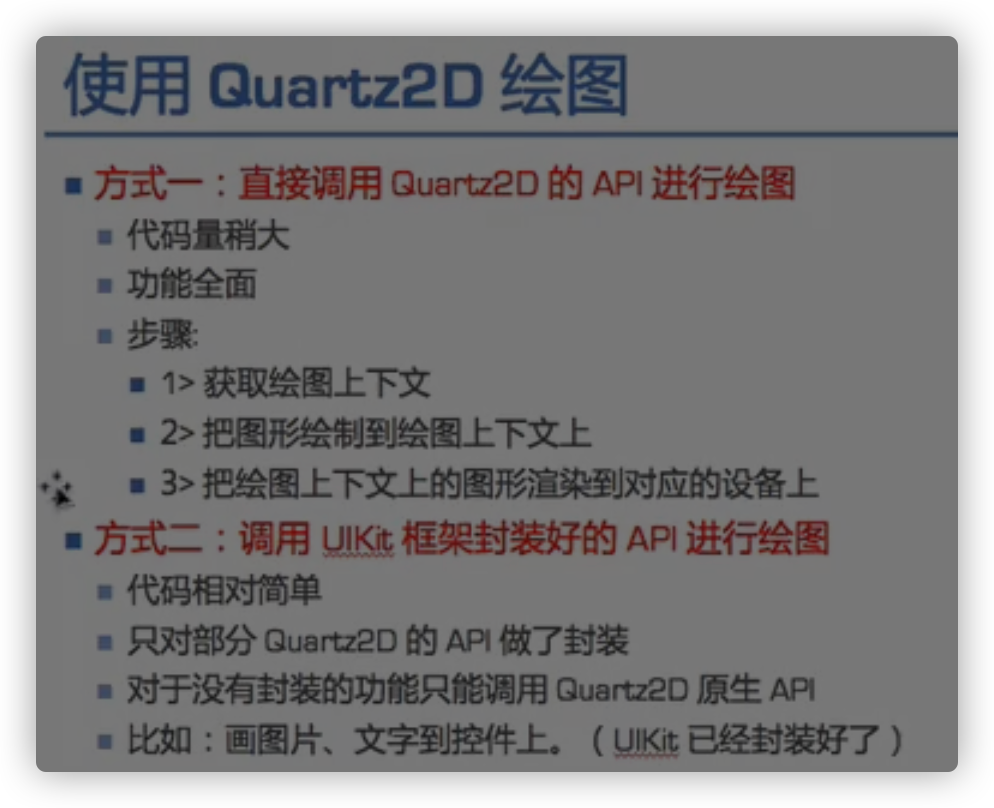 使用 Quartz2D 绘图
方式一：直接调用 Quartz2D 的 API 进行绘图
代码量稍大
功能全面
步骤:
1> 获取绘图上下文
2> 把图形绘制到绘图上下文上
3> 把绘图上下文上的图形渲染到对应的设备上
方式二：调用 UIKit 框架封装好的 API 进行绘图
代码相对简单
只对部分 Quartz2D 的 API 做了封装
对于没有封装的功能只能调用 Quartz2D 原生 API
比如：画图片、文字到控件上。（ UIKit 已经封装好了 ）